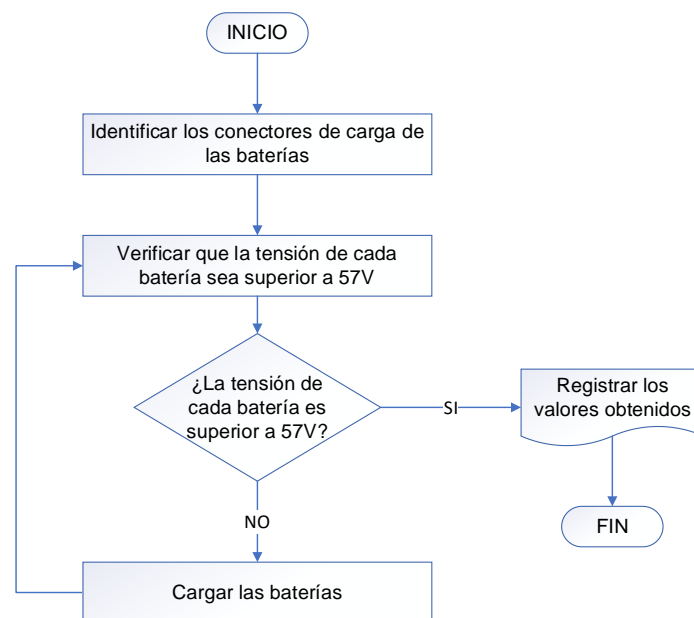 INICIO
Identificar los conectores de carga de
las baterías
Verificar que la tensión de cada
batería sea superior a 57V
¿La tensión de
cada batería es
superior a 57V?
SI
Registrar los
valores obtenidos
NO
FIN
Cargar las baterías